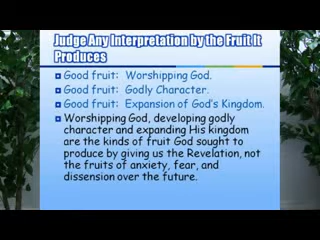 Judge Any Interpretation by the Fruit It
Produces
Good fruit: Worshipping God.
Good fruit: Godly Character.
Good fruit: Expansion of God's Kingdom.
Worshipping God, developing godly
character and expanding His kingdom
are the kinds of fruit God sought to
produce by giving us the Revelation, not
the fruits of anxiety, fear, and
dissension over the future.